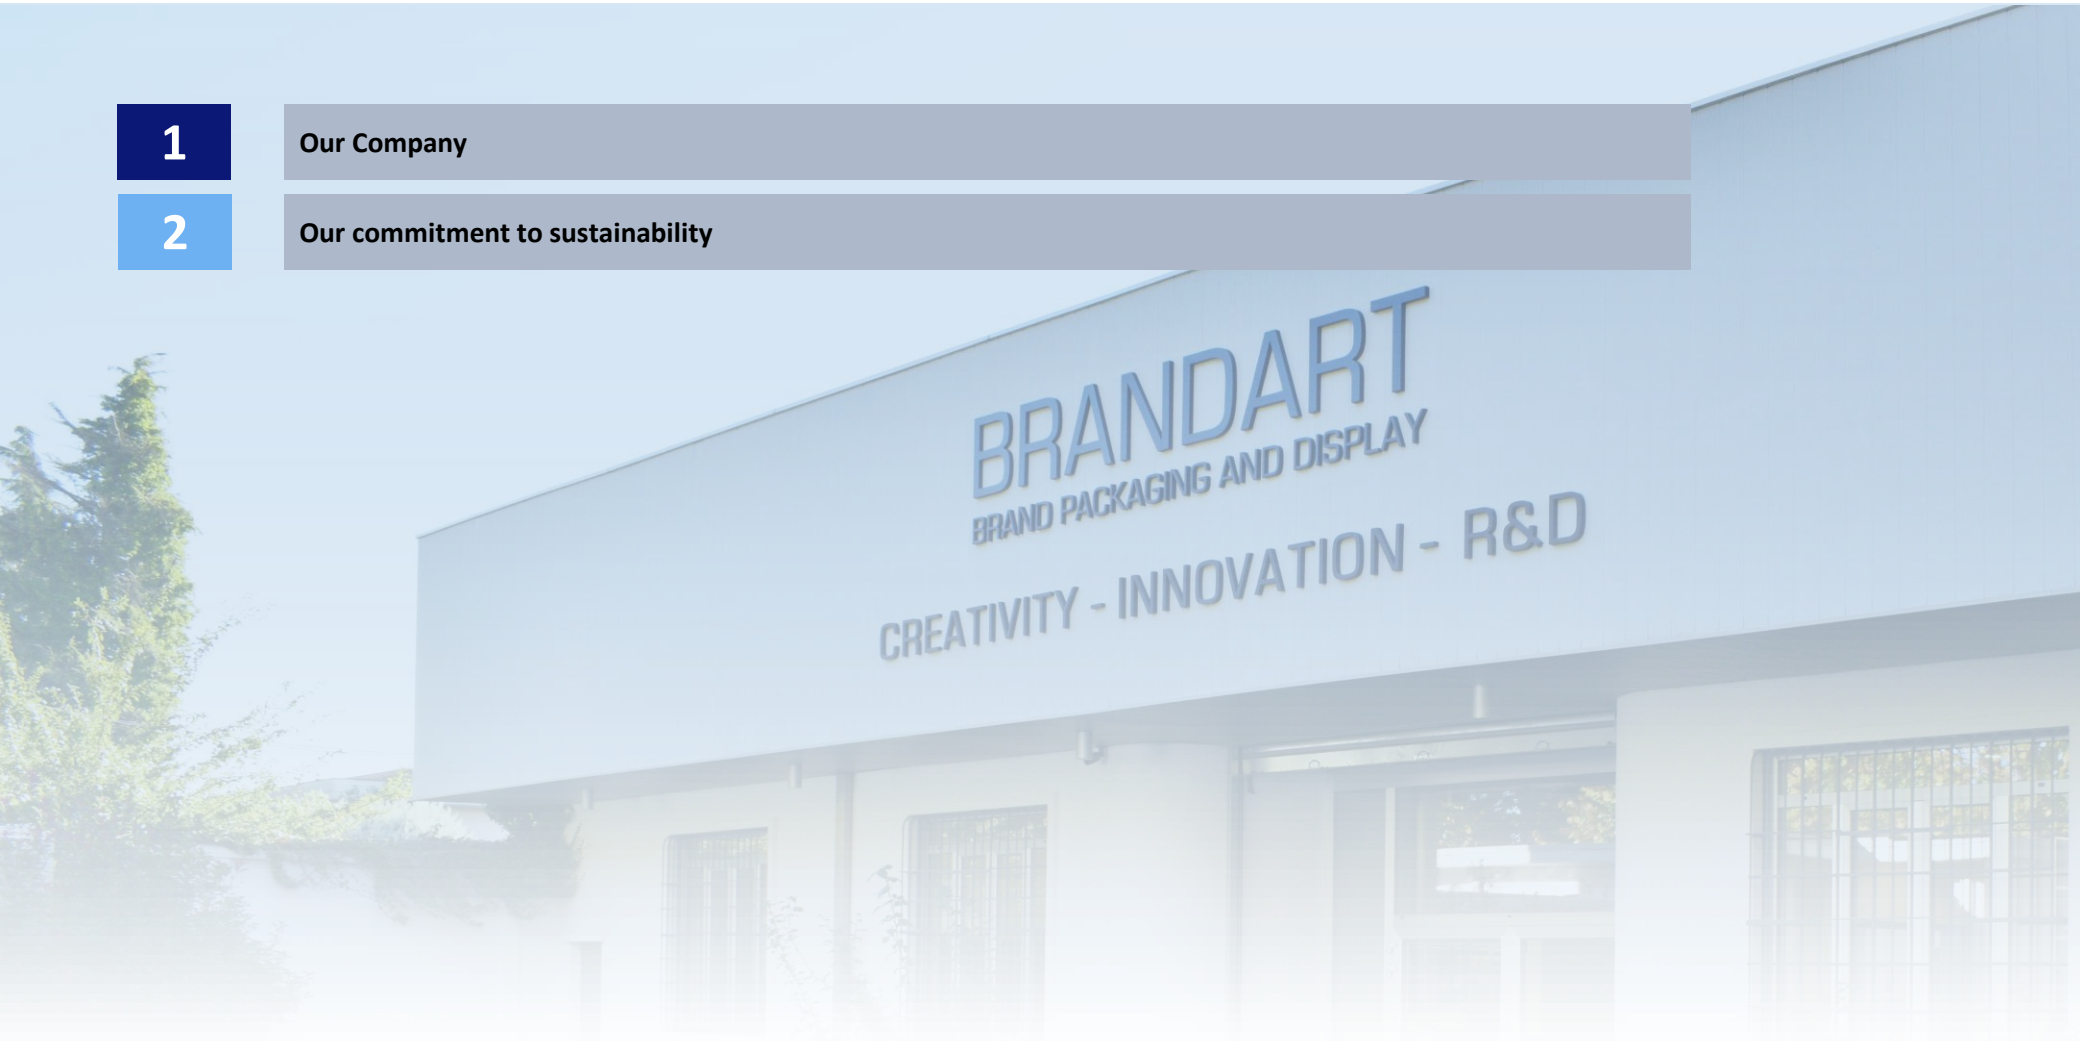 1
Our Company
2
Our commitment to sustainability
BRANDART
BRAND PACKAGING AND DISPLAY
CREATIVITY - INNOVATION - R&D